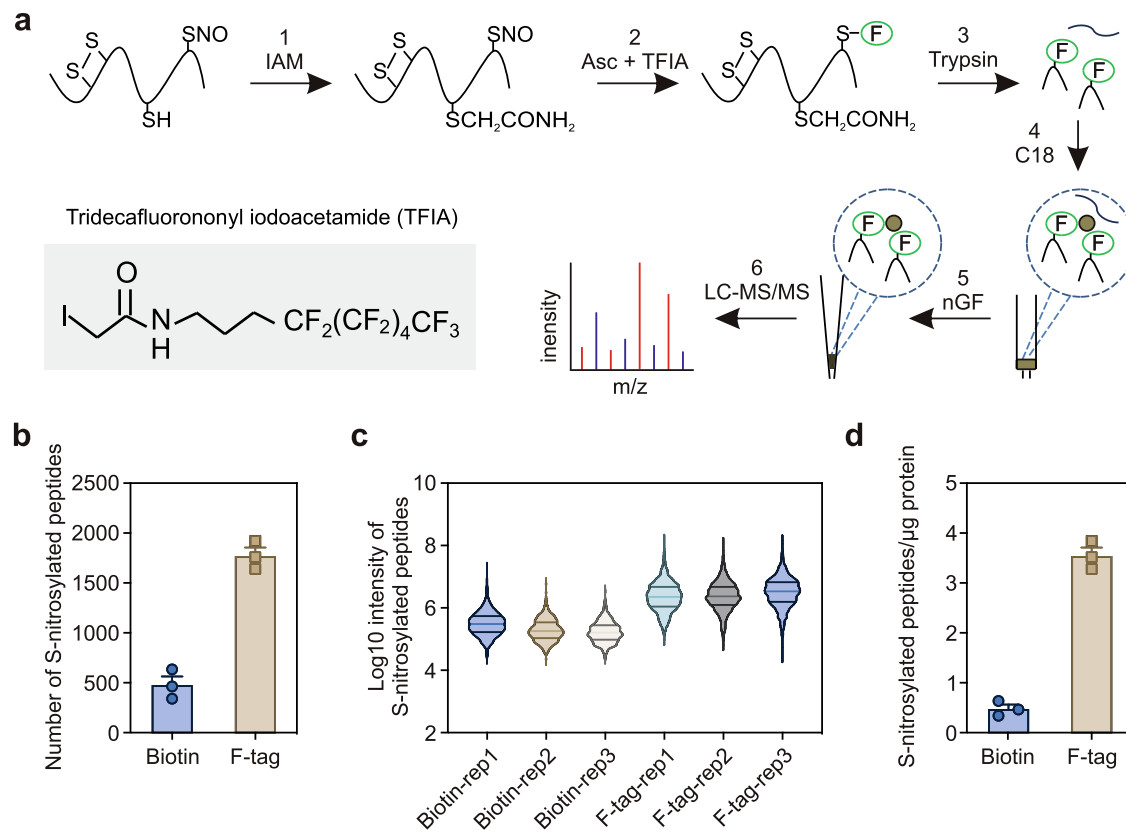 a
S
S
SNO
SH
1
IAM
S
S
SNO
SCH₂CONH₂
2
Asc + TFIA
S
S
S-F
SCH₂CONH₂
3
Trypsin
F
F
4
C18
F
F
5
nGF
F
F
6
LC-MS/MS
inensity
m/z
Tridecafluorononyl iodoacetamide (TFIA)
O
I
N
H
CF₂(CF₂)₄CF₃
b
Number of S-nitrosylated peptides
2500
2000
1500
1000
500
0
Biotin
F-tag
c
Log10 intensity of
S-nitrosylated peptides
10
8
6
4
2
Biotin-rep1
Biotin-rep2
Biotin-rep3
F-tag-rep1
F-tag-rep2
F-tag-rep3
d
S-nitrosylated peptides/µg protein
5
4
3
2
1
0
Biotin
F-tag